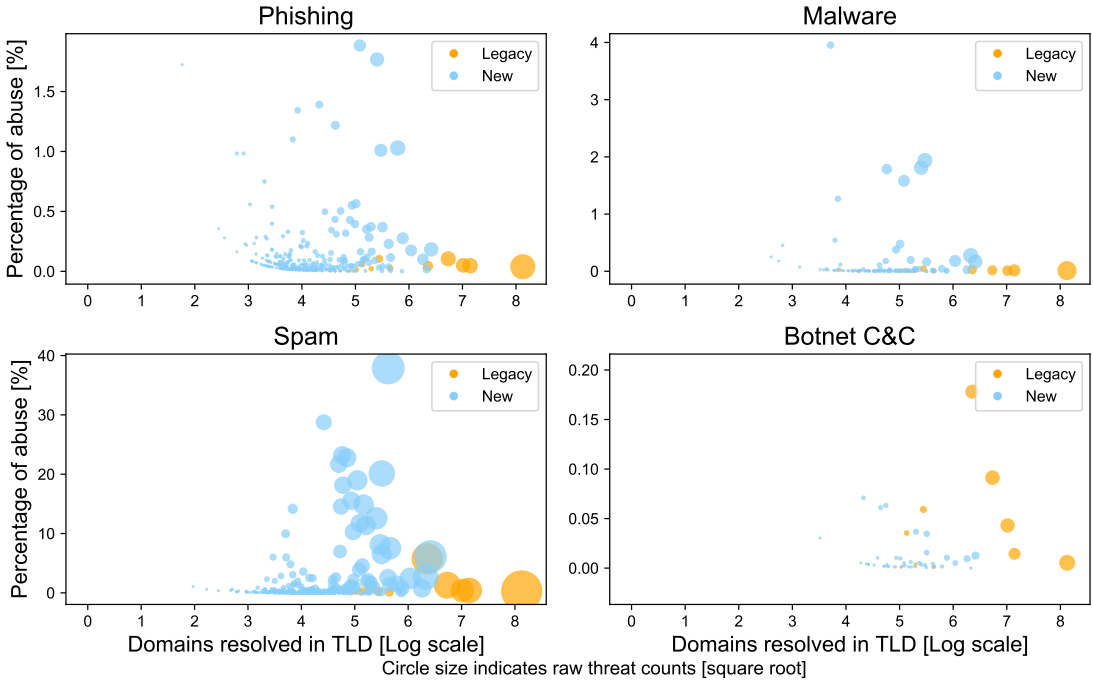 Phishing
Percentage of abuse [%]
1.5
1.0
0.5
0.0
Legacy
New
0 1 2 3 4 5 6 7 8
Malware
4
3
2
1
0
Legacy
New
0 1 2 3 4 5 6 7 8
Spam
Percentage of abuse [%]
40
30
20
10
0
Legacy
New
0 1 2 3 4 5 6 7 8
Domains resolved in TLD [Log scale]
Botnet C&C
0.20
0.15
0.10
0.05
0.00
Legacy
New
0 1 2 3 4 5 6 7 8
Domains resolved in TLD [Log scale]
Circle size indicates raw threat counts [square root]